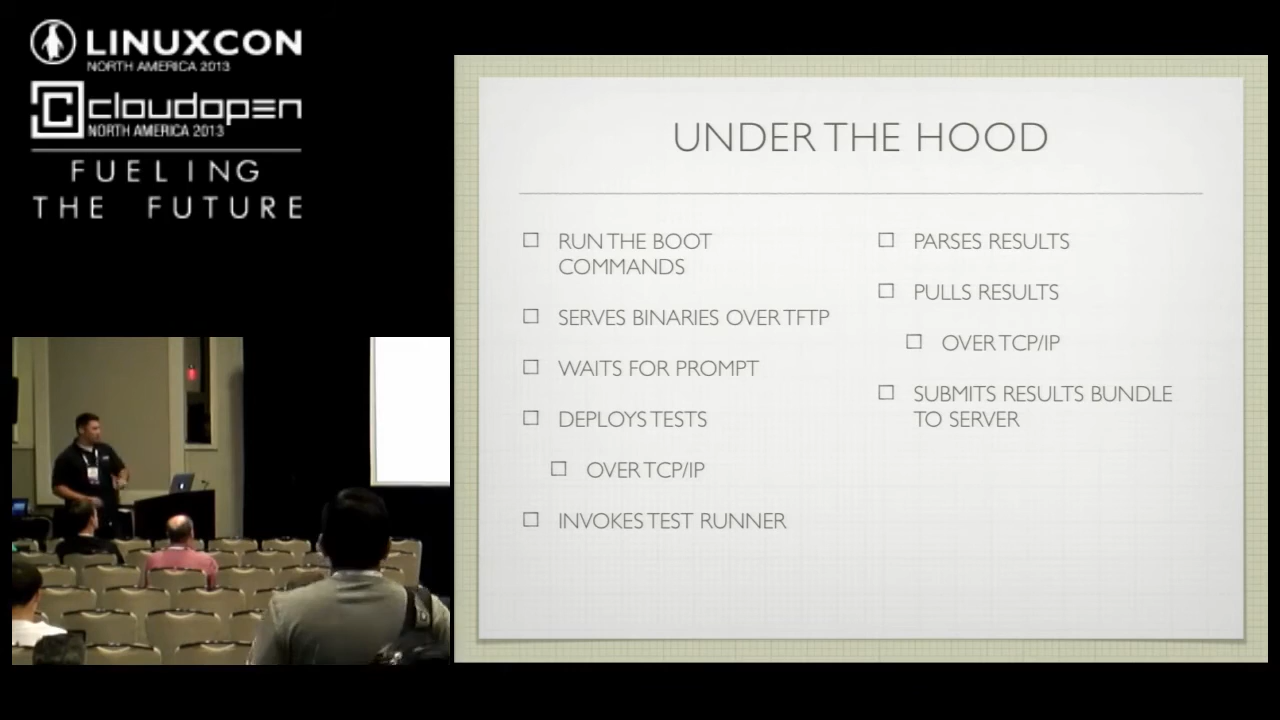 LINUXCON
NORTH AMERICA 2013
cloudopen
NORTH AMERICA 2013
FUELING
THE FUTURE
UNDER THE HOOD
RUN THE BOOT
COMMANDS
SERVES BINARIES OVER TFTP
WAITS FOR PROMPT
DEPLOYS TESTS
OVER TCP/IP
INVOKES TEST RUNNER
PARSES RESULTS
PULLS RESULTS
OVER TCP/IP
SUBMITS RESULTS BUNDLE
TO SERVER